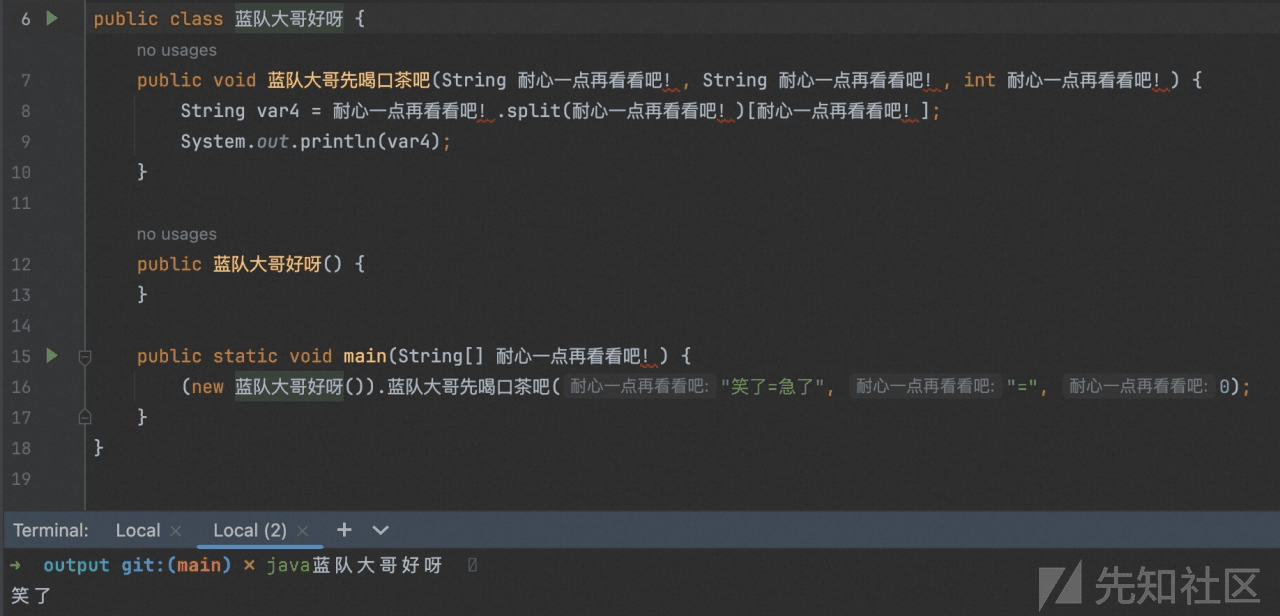 6 public class 蓝队大哥好呀 {
no usages
7 public void 蓝队大哥先喝口茶吧(String 耐心一点再看看吧！, String 耐心一点再看看吧！, int 耐心一点再看看吧！) {
8 String var4 = 耐心一点再看看吧！.split(耐心一点再看看吧！)[耐心一点再看看吧！];
9 System.out.println(var4);
10 }
11
no usages
12 public 蓝队大哥好呀() {
13 }
14
15 public static void main(String[] 耐心一点再看看吧！) {
16 (new 蓝队大哥好呀()).蓝队大哥先喝口茶吧( 耐心一点再看看吧: "笑了=急了", 耐心一点再看看吧: "=", 耐心一点再看看吧: 0);
17 }
18 }
19
Terminal: Local × Local (2) × +
→ output git:(main) × java蓝队大哥好呀
笑了
先知社区